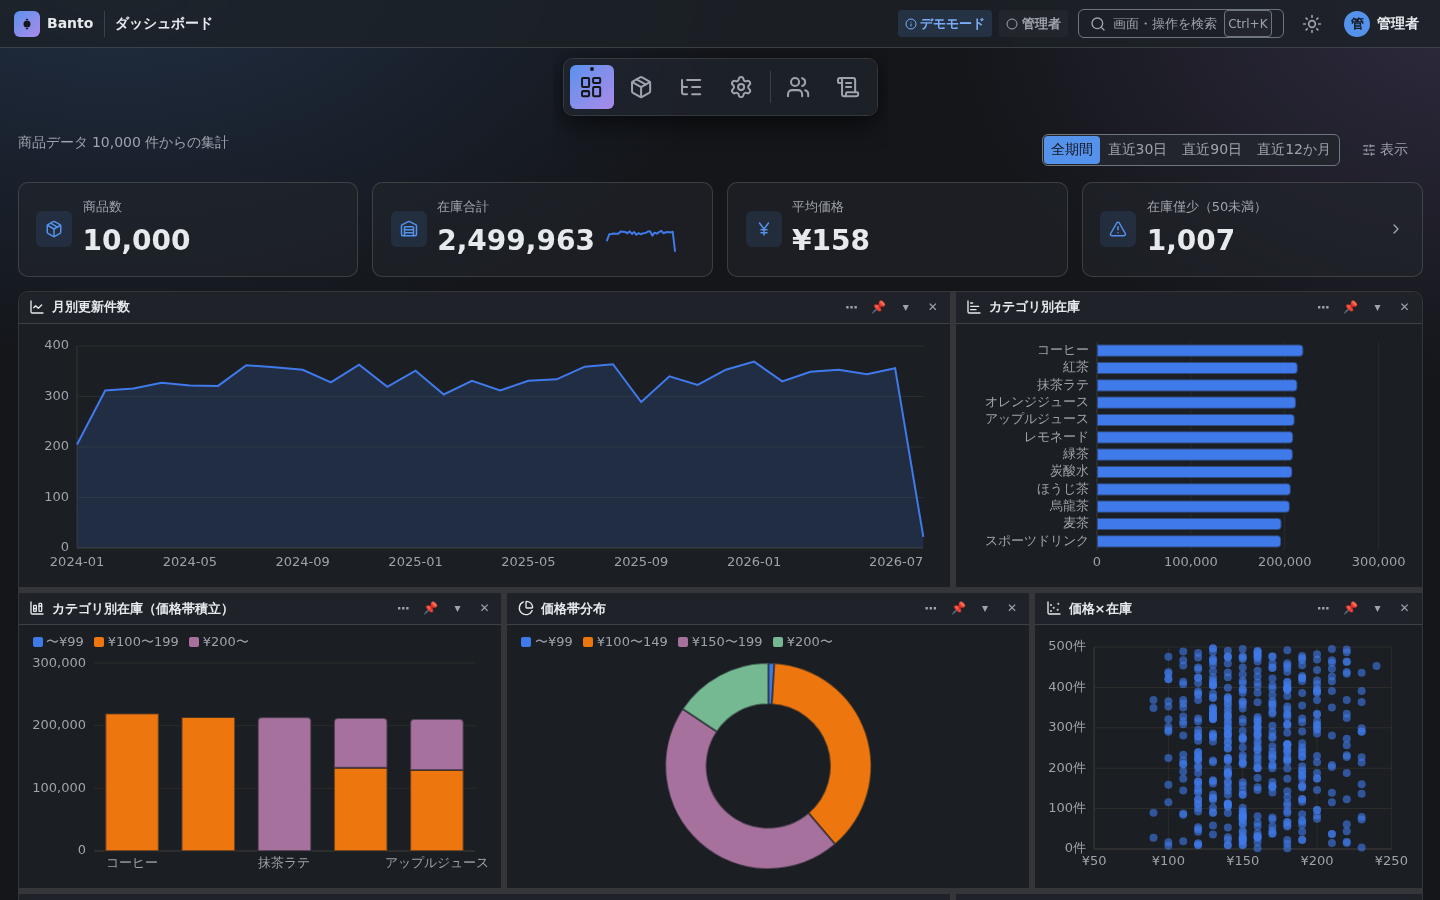 Banto ダッシュボード デモモード 管理者 画面・操作を検索 Ctrl+K 管 管理者
商品データ 10,000 件からの集計 全期間 直近30日 直近90日 直近12か月 表示
商品数 在庫合計 平均価格 在庫僅少（50未満）
10,000 2,499,963 ¥158 1,007
月別更新件数
400
300
200
100
0
2024-01 2024-05 2024-09 2025-01 2025-05 2025-09 2026-01 2026-07
カテゴリ別在庫
コーヒー
紅茶
抹茶ラテ
オレンジジュース
アップルジュース
レモネード
緑茶
炭酸水
ほうじ茶
烏龍茶
麦茶
スポーツドリンク
0 100,000 200,000 300,000
カテゴリ別在庫（価格帯積立）
〜¥99 ¥100〜199 ¥200〜
300,000
200,000
100,000
0
コーヒー 抹茶ラテ アップルジュース
価格帯分布
〜¥99 ¥100〜149 ¥150〜199 ¥200〜
価格×在庫
500件
400件
300件
200件
100件
0件
¥50 ¥100 ¥150 ¥200 ¥250